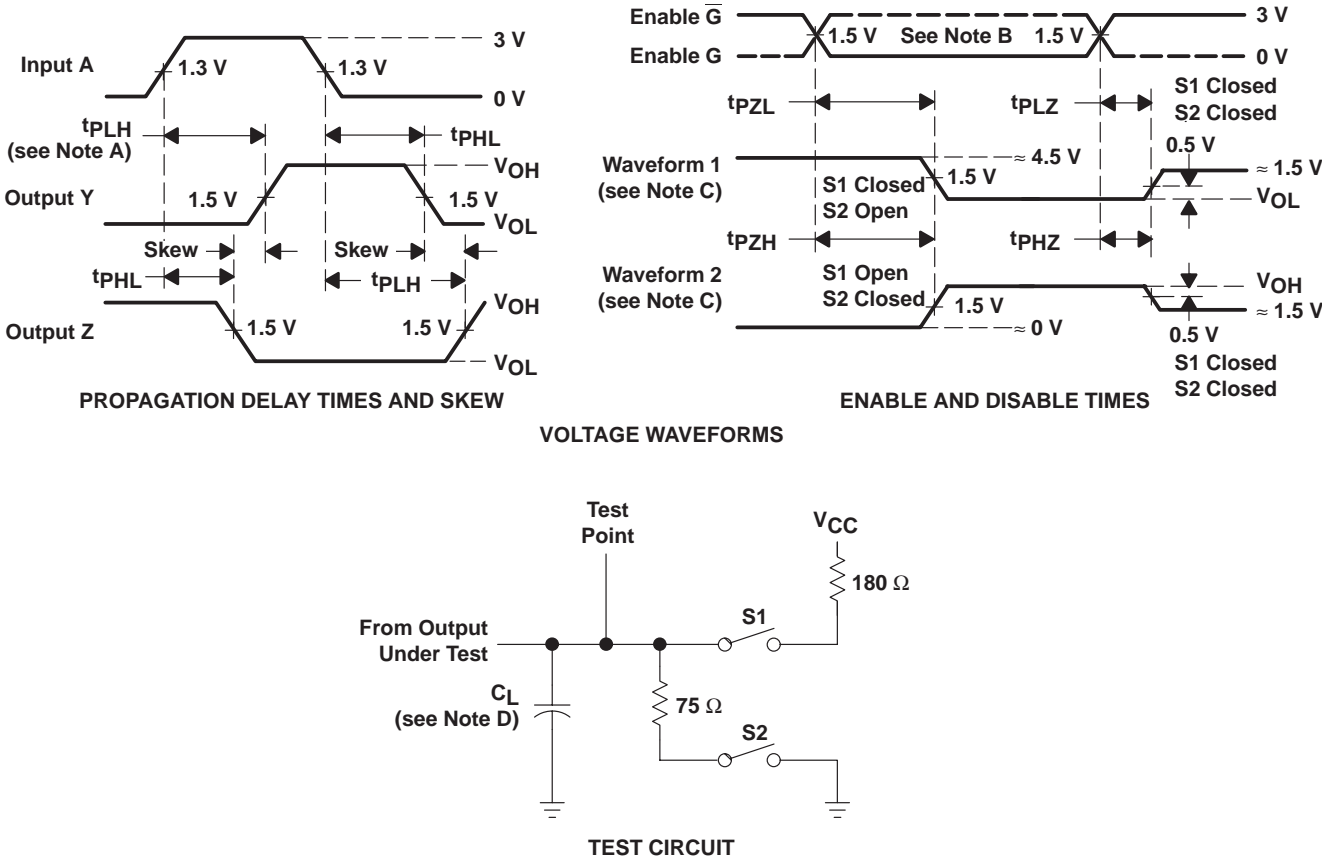 Input A
1.3 V
1.3 V
3 V
0 V
tPLH
(see Note A)
tPHL
Output Y
1.5 V
1.5 V
VOH
VOL
Skew
Skew
tPHL
tPLH
Output Z
1.5 V
1.5 V
VOH
VOL
PROPAGATION DELAY TIMES AND SKEW
Enable G̅
Enable G
1.5 V
See Note B
1.5 V
3 V
0 V
tPZL
tPLZ
S1 Closed
S2 Closed
Waveform 1
(see Note C)
S1 Closed
S2 Open
≈ 4.5 V
1.5 V
0.5 V
≈ 1.5 V
VOL
tPZH
tPHZ
Waveform 2
(see Note C)
S1 Open
S2 Closed
1.5 V
≈ 0 V
VOH
≈ 1.5 V
0.5 V
S1 Closed
S2 Closed
ENABLE AND DISABLE TIMES
VOLTAGE WAVEFORMS
Test
Point
VCC
180 Ω
From Output
Under Test
S1
CL
(see Note D)
75 Ω
S2
TEST CIRCUIT